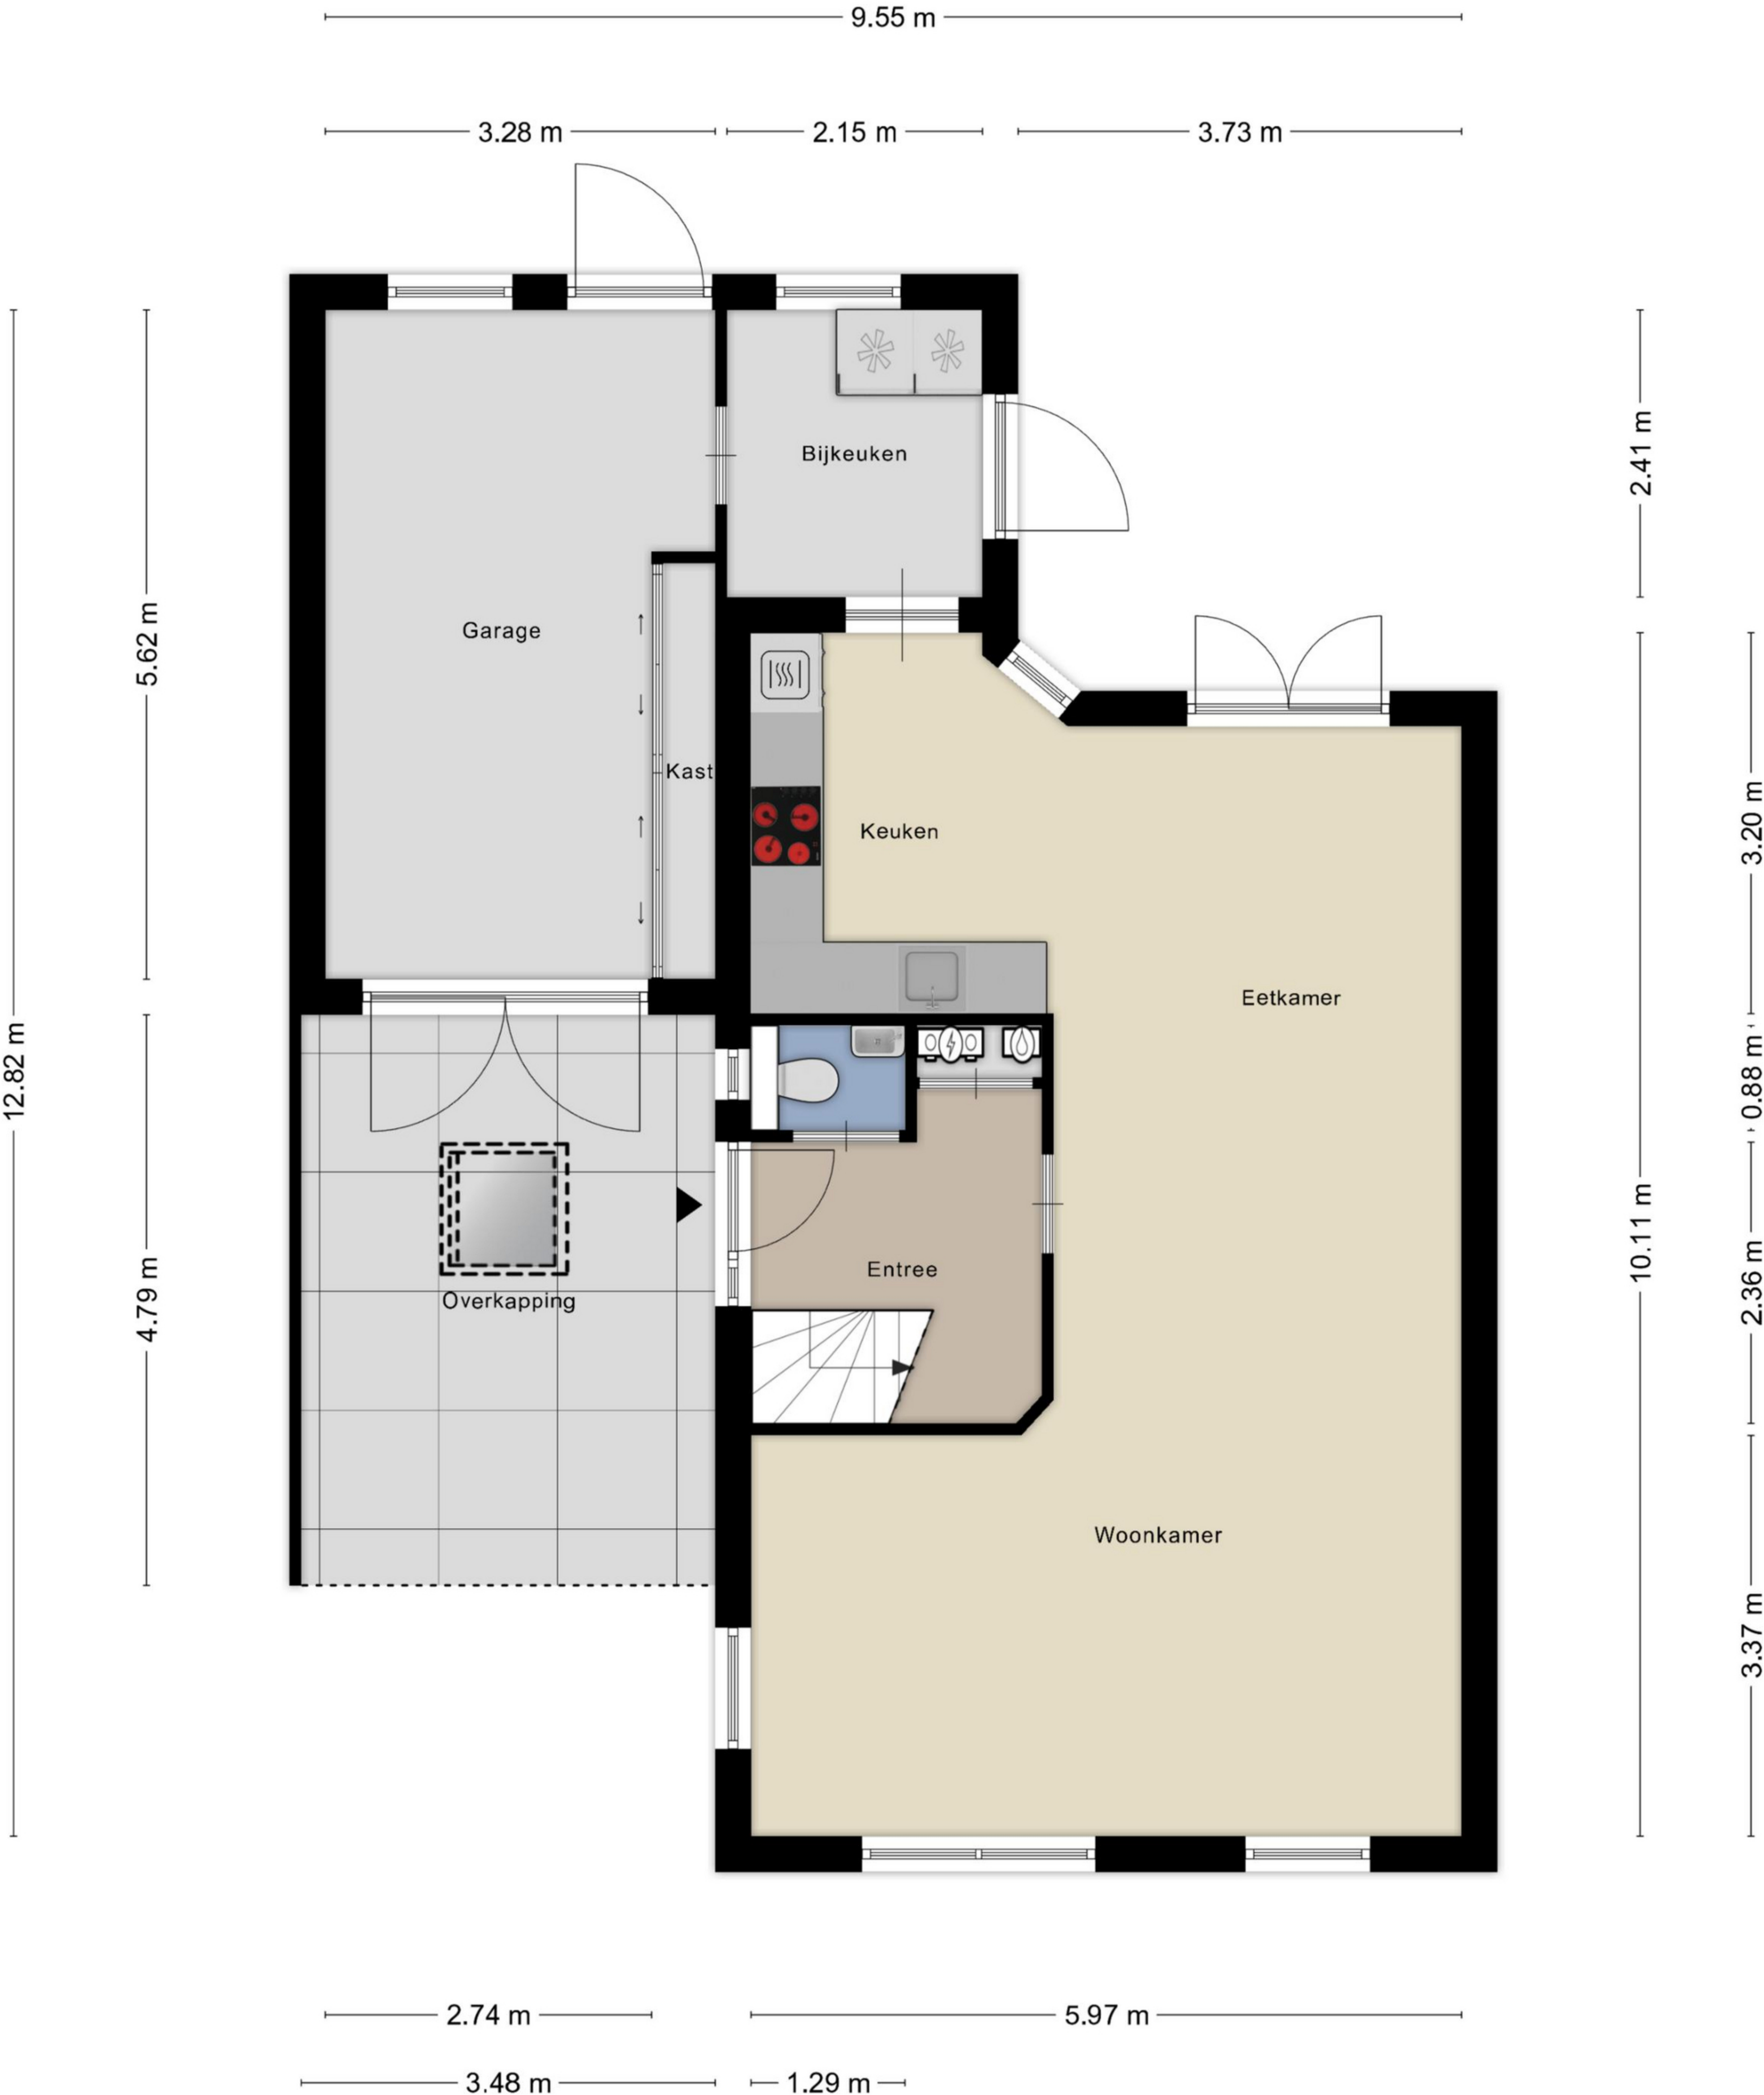 9.55 m
3.28 m
2.15 m
3.73 m
Bijkeuken
2.41 m
Garage
5.62 m
Kast
Keuken
3.20 m
Eetkamer
12.82 m
0.88 m
10.11 m
Entree
2.36 m
4.79 m
Overkapping
Woonkamer
3.37 m
2.74 m
5.97 m
3.48 m
1.29 m